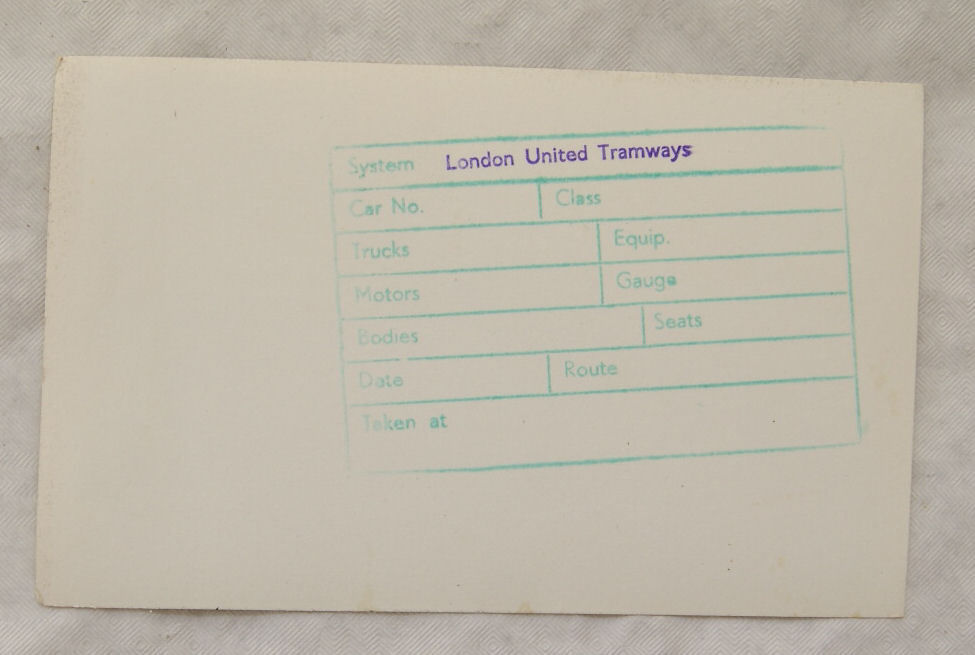 System London United Tramways
Car No. Class
Trucks Equip.
Motors Gauge
Bodies Seats
Date Route
Taken at